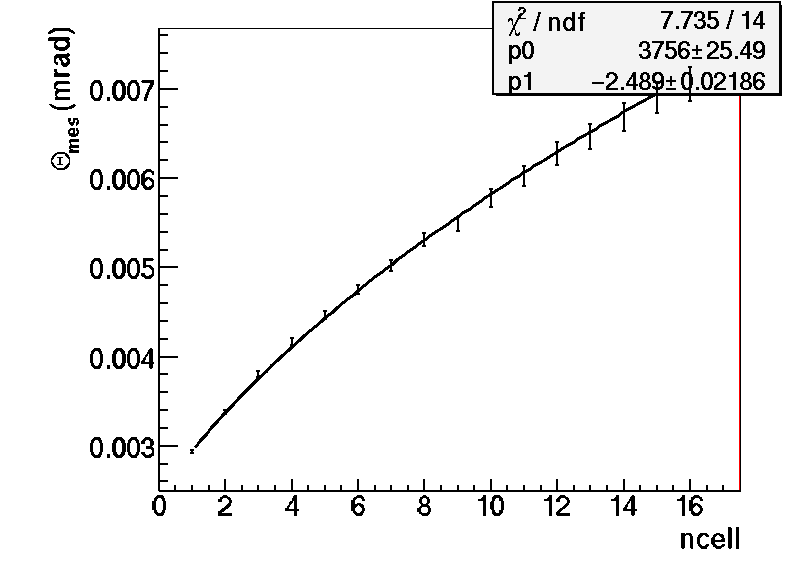 χ² / ndf 7.735 / 14
p0 3756±25.49
p1 −2.489±0.02186
Θmes (mrad)
0.007
0.006
0.005
0.004
0.003
0 2 4 6 8 10 12 14 16
ncell